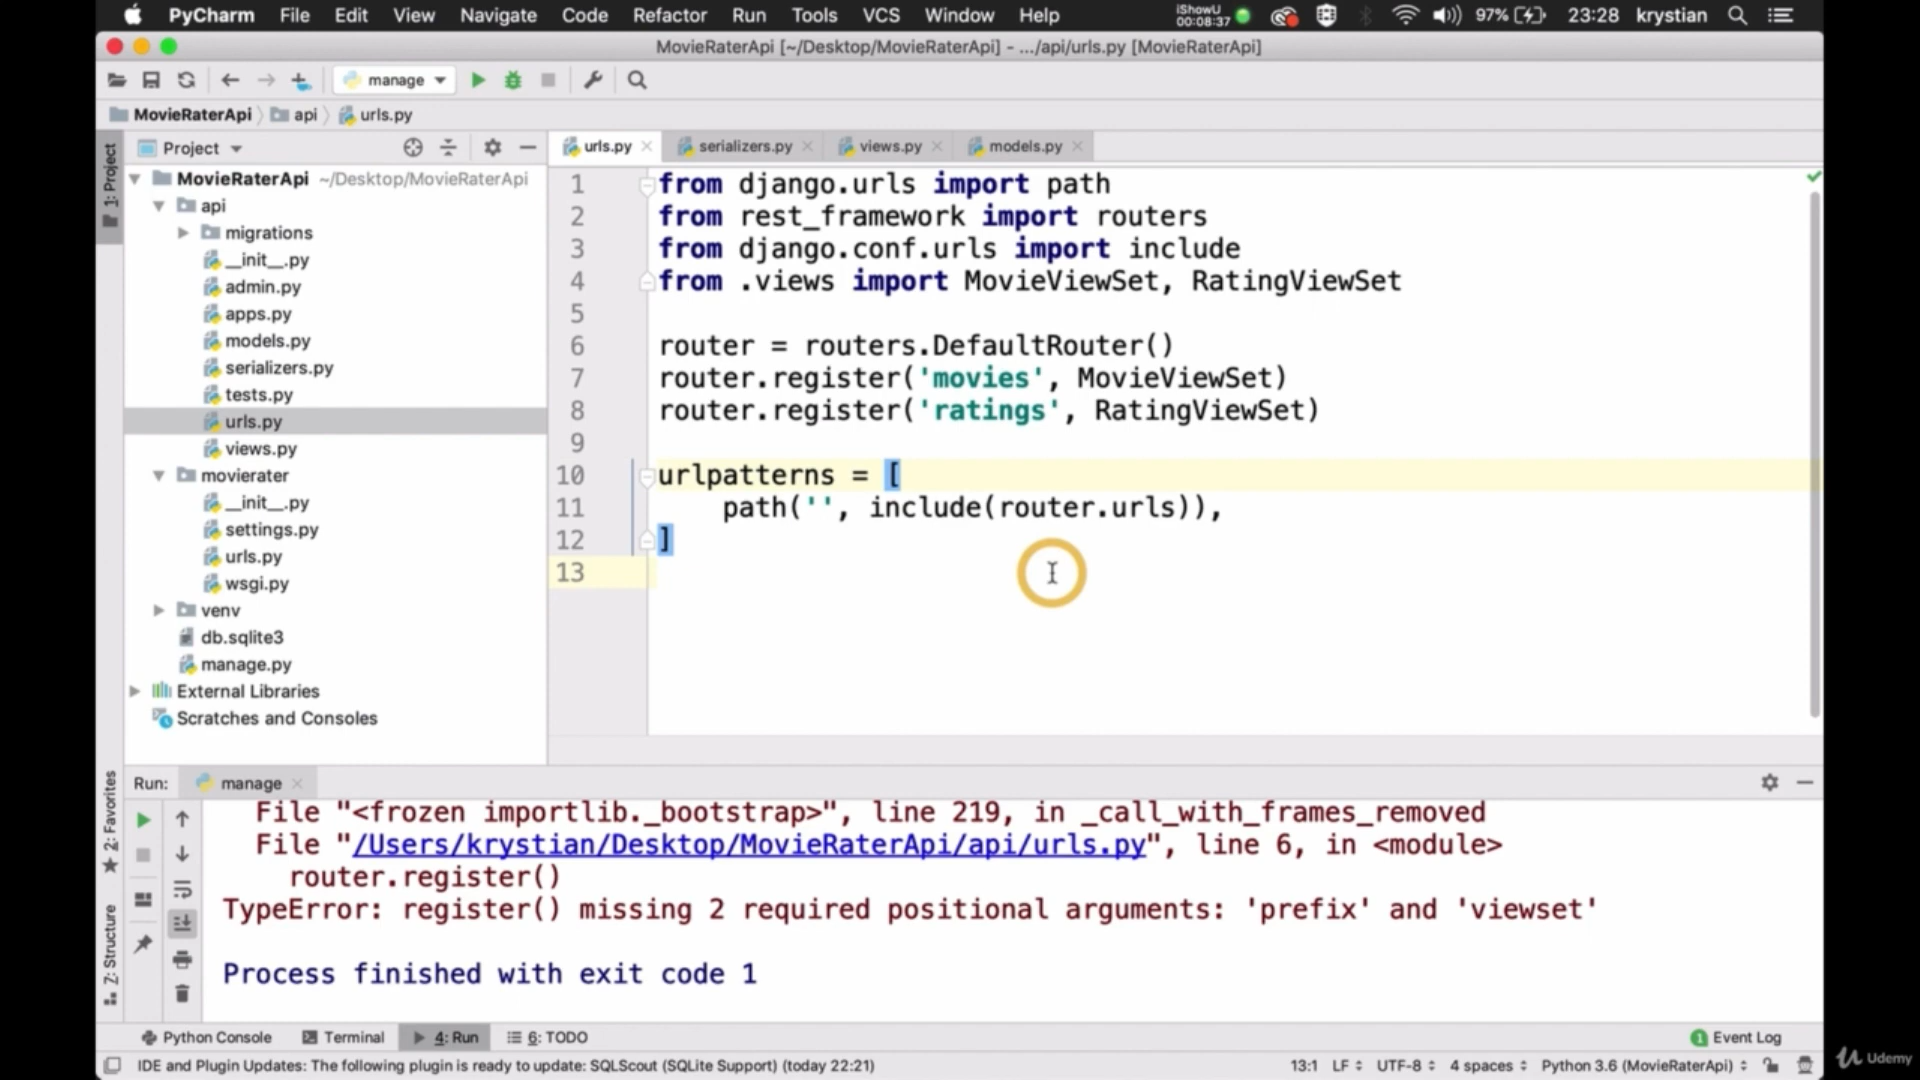 PyCharm File Edit View Navigate Code Refactor Run Tools VCS Window Help iShowU 00:08:37 97% 23:28 krystian
MovieRaterApi [~/Desktop/MovieRaterApi] - .../api/urls.py [MovieRaterApi]
manage
MovieRaterApi api urls.py
1: Project
Project
urls.py serializers.py views.py models.py
MovieRaterApi ~/Desktop/MovieRaterApi
api
migrations
__init__.py
admin.py
apps.py
models.py
serializers.py
tests.py
urls.py
views.py
movierater
__init__.py
settings.py
urls.py
wsgi.py
venv
db.sqlite3
manage.py
External Libraries
Scratches and Consoles
1 from django.urls import path
2 from rest_framework import routers
3 from django.conf.urls import include
4 from .views import MovieViewSet, RatingViewSet
5
6 router = routers.DefaultRouter()
7 router.register('movies', MovieViewSet)
8 router.register('ratings', RatingViewSet)
9
10 urlpatterns = [
11 path('', include(router.urls)),
12 ]
13
Run: manage
2: Favorites
Z: Structure
File "<frozen importlib._bootstrap>", line 219, in _call_with_frames_removed
File "/Users/krystian/Desktop/MovieRaterApi/api/urls.py", line 6, in <module>
router.register()
TypeError: register() missing 2 required positional arguments: 'prefix' and 'viewset'
Process finished with exit code 1
Python Console Terminal 4: Run 6: TODO 1 Event Log
IDE and Plugin Updates: The following plugin is ready to update: SQLScout (SQLite Support) (today 22:21) 13:1 LF UTF-8 4 spaces Python 3.6 (MovieRaterApi)
Udemy